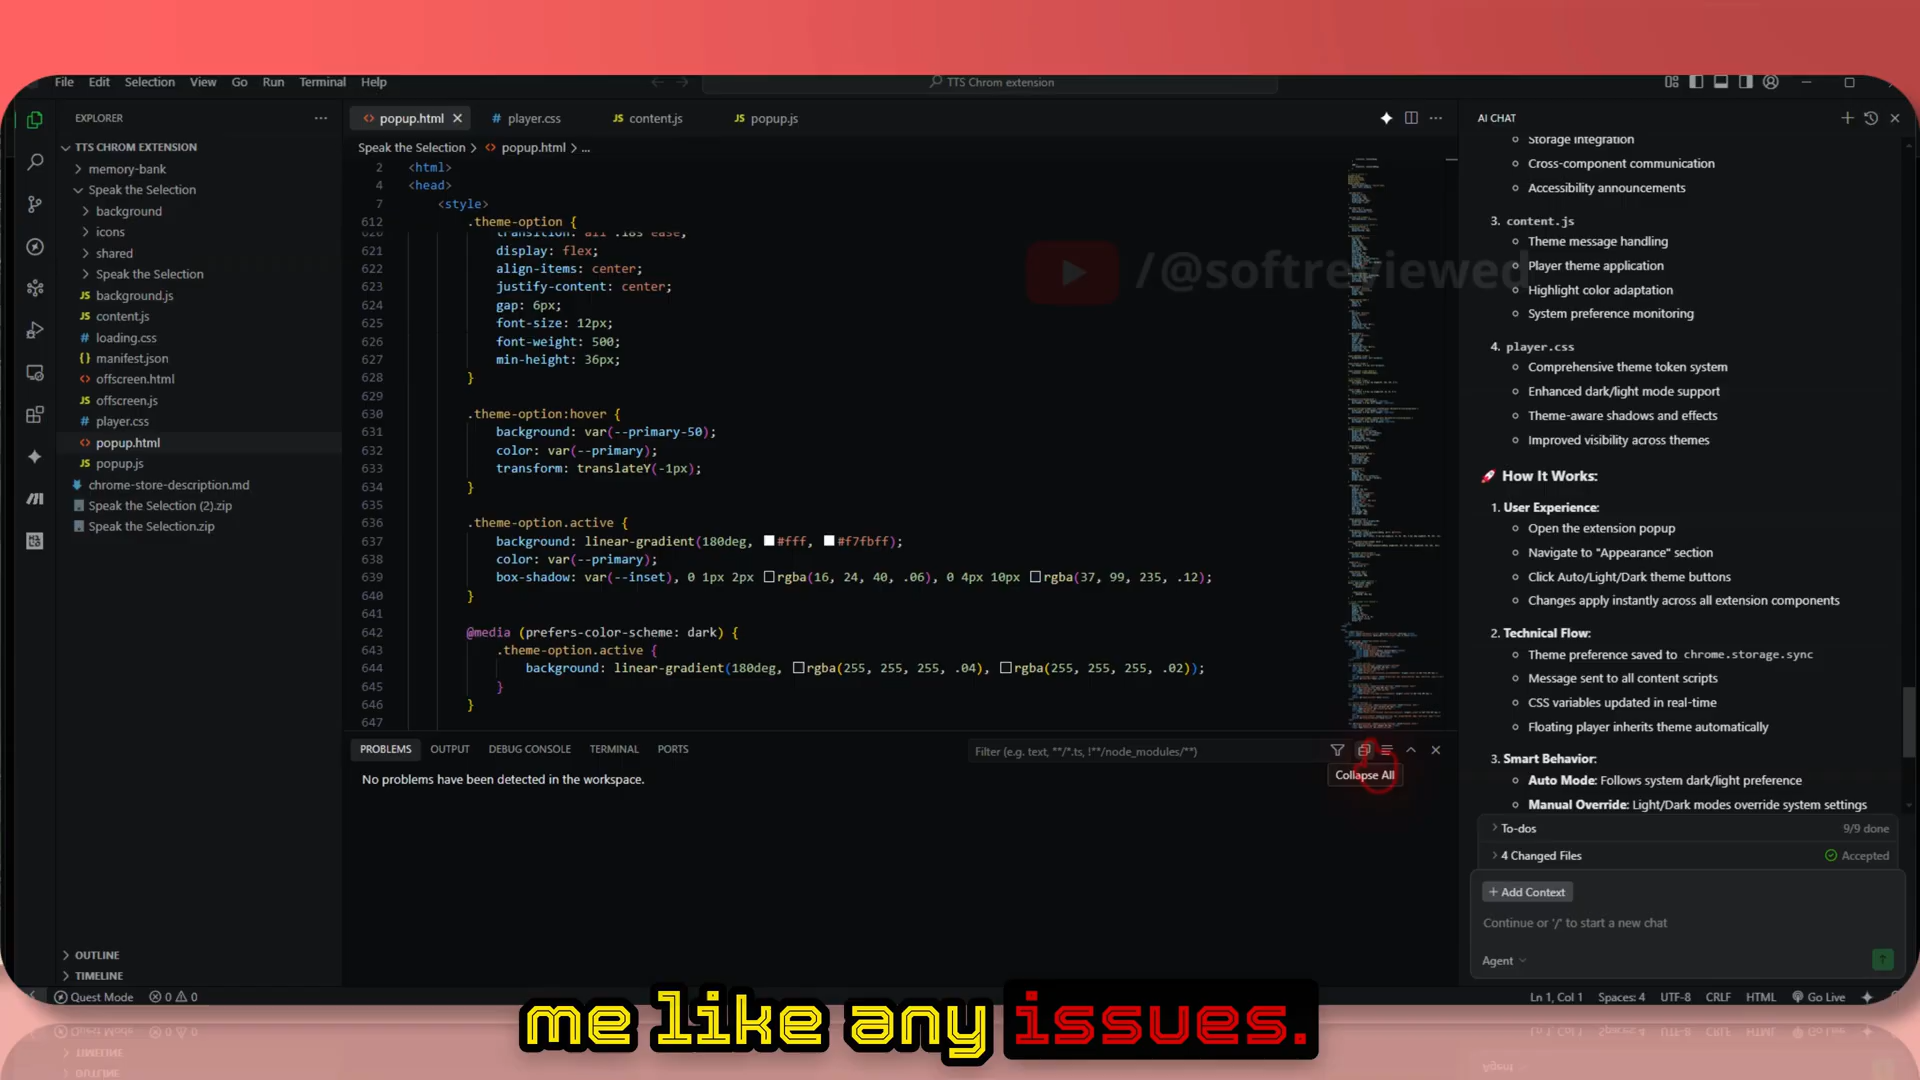 File Edit Selection View Go Run Terminal Help
TTS Chrom extension
EXPLORER
TTS CHROM EXTENSION
memory-bank
Speak the Selection
background
icons
shared
Speak the Selection
JS background.js
JS content.js
# loading.css
{} manifest.json
<> offscreen.html
JS offscreen.js
# player.css
<> popup.html
JS popup.js
chrome-store-description.md
Speak the Selection (2).zip
Speak the Selection.zip
OUTLINE
TIMELINE
<> popup.html
# player.css
JS content.js
JS popup.js
Speak the Selection > <> popup.html > ...
2 <html>
4 <head>
7 <style>
612 .theme-option {
620 transition: all .18s ease;
621 display: flex;
622 align-items: center;
623 justify-content: center;
624 gap: 6px;
625 font-size: 12px;
626 font-weight: 500;
627 min-height: 36px;
628 }
629
630 .theme-option:hover {
631 background: var(--primary-50);
632 color: var(--primary);
633 transform: translateY(-1px);
634 }
635
636 .theme-option.active {
637 background: linear-gradient(180deg, #fff, #f7fbff);
638 color: var(--primary);
639 box-shadow: var(--inset), 0 1px 2px rgba(16, 24, 40, .06), 0 4px 10px rgba(37, 99, 235, .12);
640 }
641
642 @media (prefers-color-scheme: dark) {
643 .theme-option.active {
644 background: linear-gradient(180deg, rgba(255, 255, 255, .04), rgba(255, 255, 255, .02));
645 }
646 }
647
/@softreviewed
PROBLEMS OUTPUT DEBUG CONSOLE TERMINAL PORTS
Filter (e.g. text, **/*.ts, !**/node_modules/**)
Collapse All
No problems have been detected in the workspace.
AI CHAT
Storage integration
Cross-component communication
Accessibility announcements
3. content.js
Theme message handling
Player theme application
Highlight color adaptation
System preference monitoring
4. player.css
Comprehensive theme token system
Enhanced dark/light mode support
Theme-aware shadows and effects
Improved visibility across themes
🚀 How It Works:
1. User Experience:
Open the extension popup
Navigate to "Appearance" section
Click Auto/Light/Dark theme buttons
Changes apply instantly across all extension components
2. Technical Flow:
Theme preference saved to chrome.storage.sync
Message sent to all content scripts
CSS variables updated in real-time
Floating player inherits theme automatically
3. Smart Behavior:
Auto Mode: Follows system dark/light preference
Manual Override: Light/Dark modes override system settings
To-dos 9/9 done
4 Changed Files Accepted
+ Add Context
Continue or '/' to start a new chat
Agent
Quest Mode 0 0
Ln 1, Col 1 Spaces: 4 UTF-8 CRLF HTML Go Live
me like any issues.